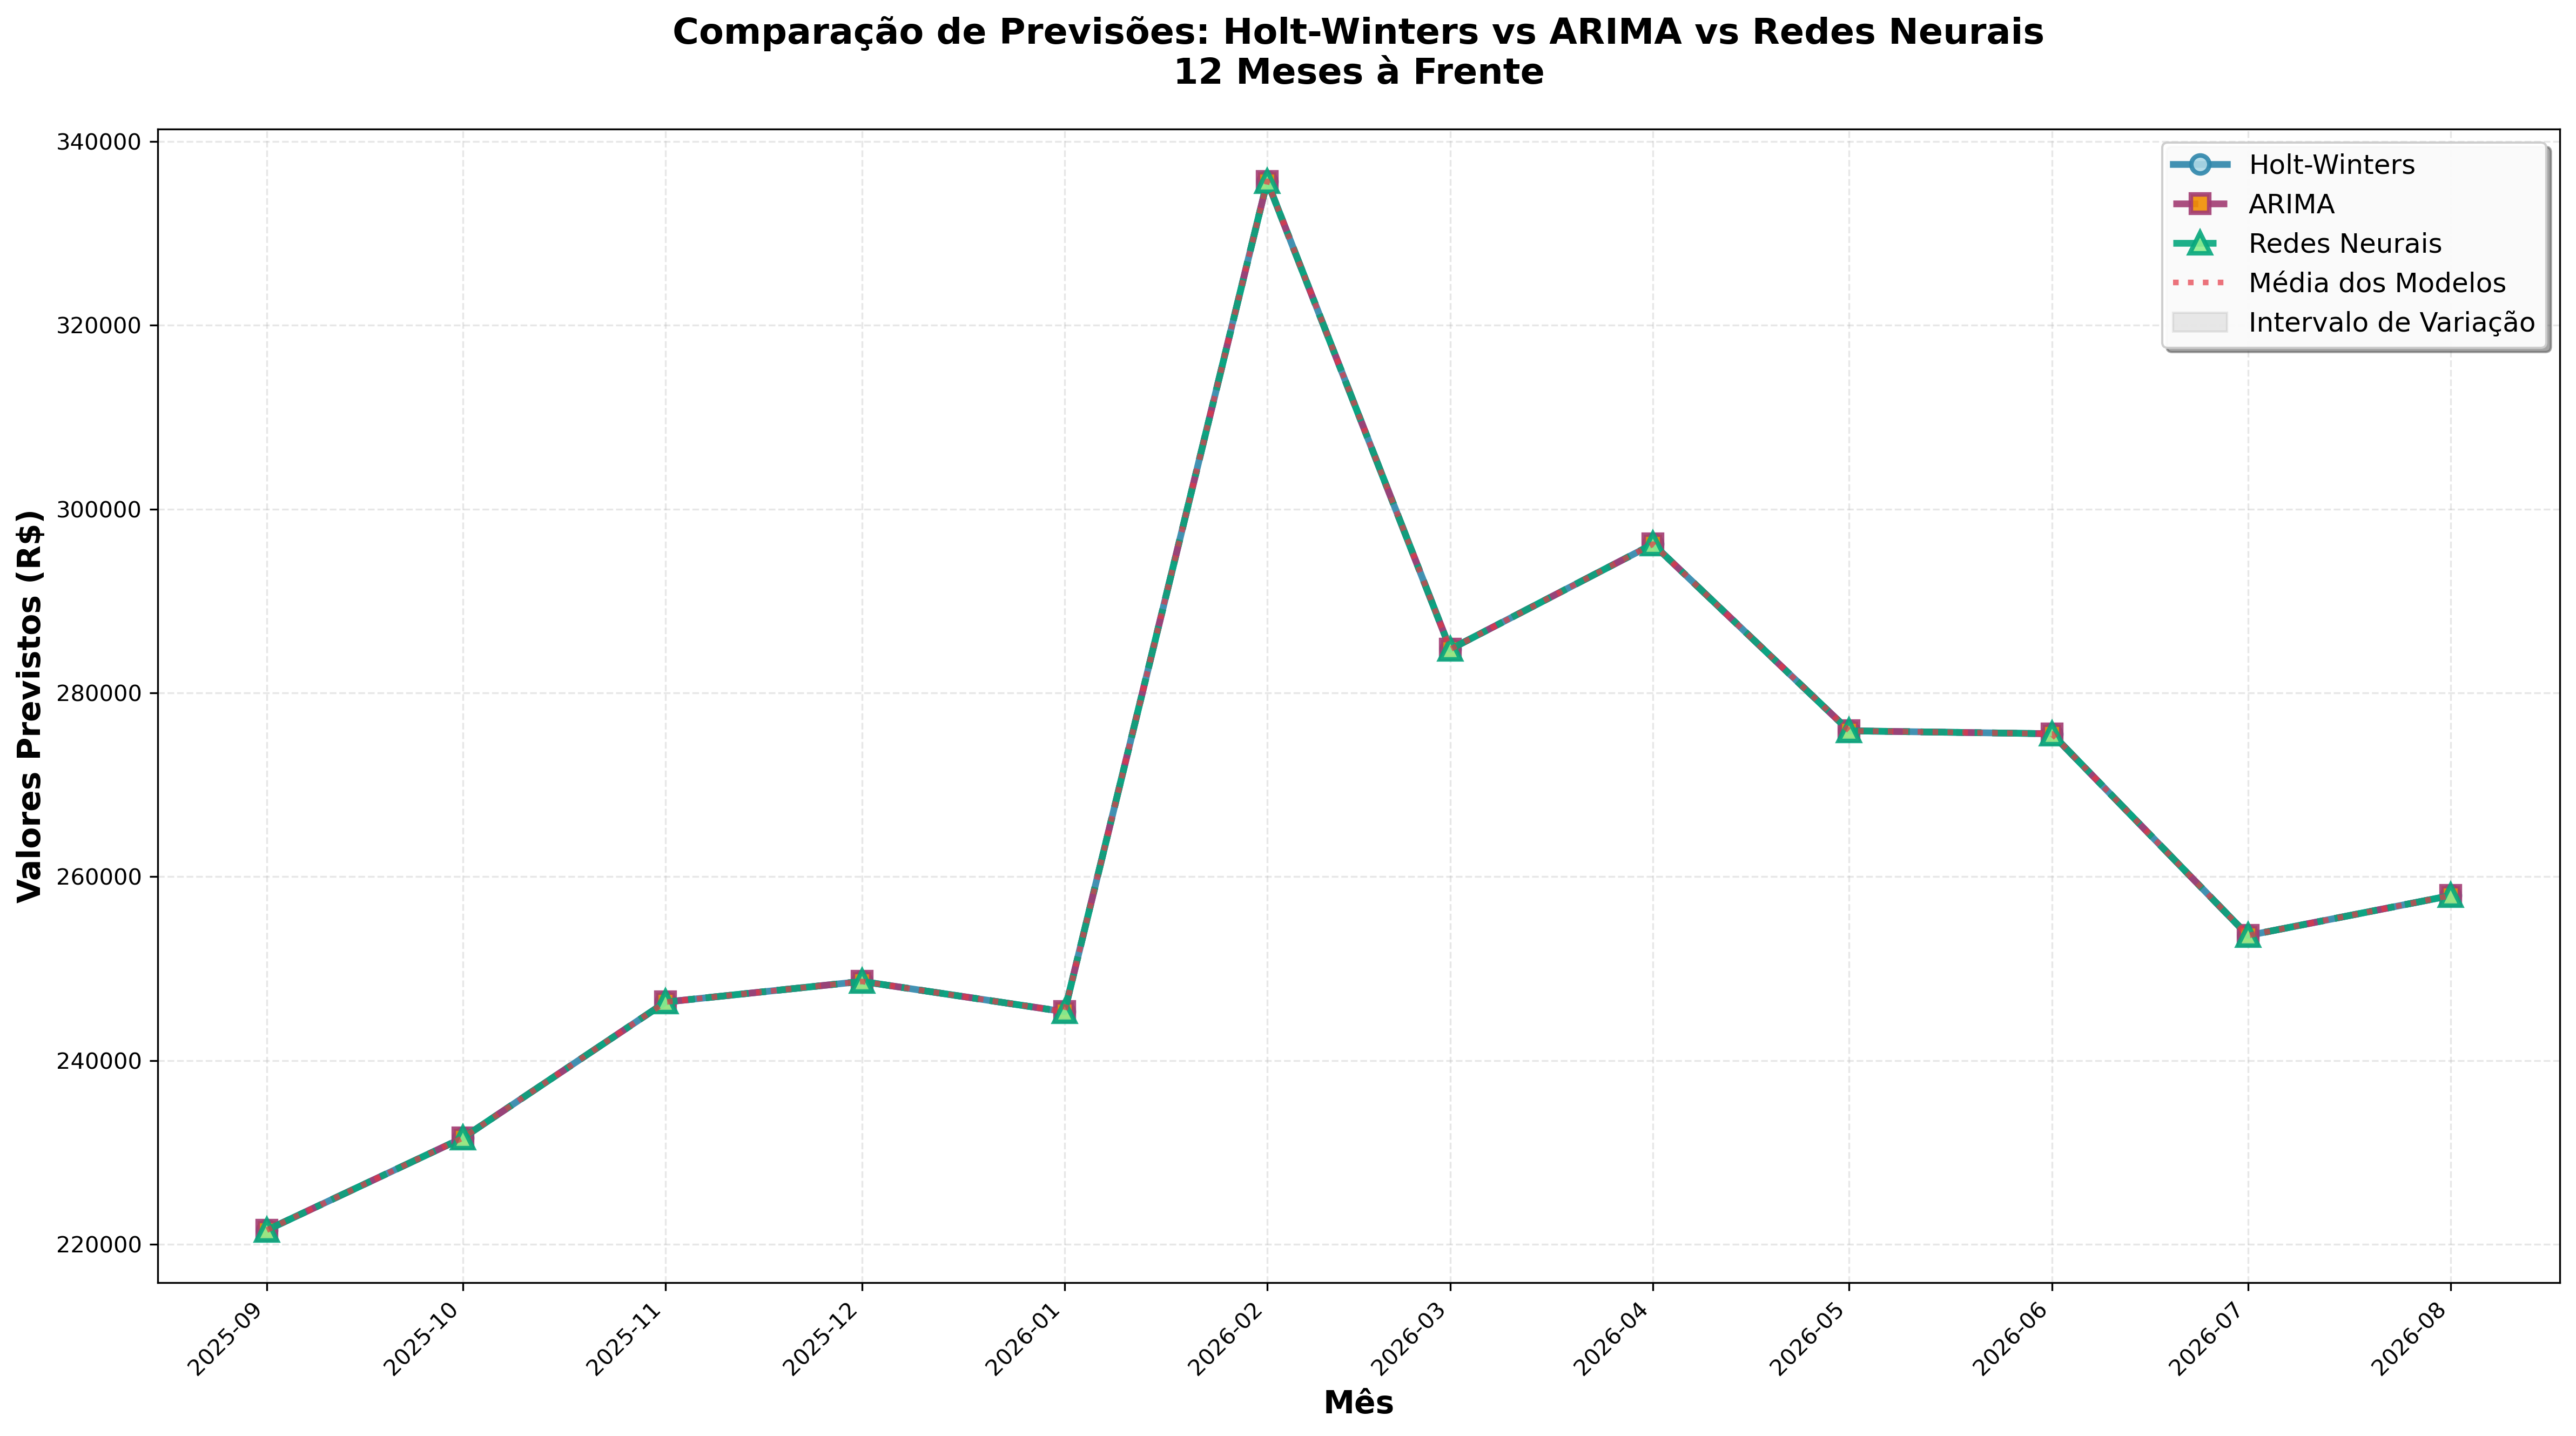 Comparação de Previsões: Holt-Winters vs ARIMA vs Redes Neurais
12 Meses à Frente
Valores Previstos (R$)
340000
320000
300000
280000
260000
240000
220000
Holt-Winters
ARIMA
Redes Neurais
Média dos Modelos
Intervalo de Variação
2025-09
2025-10
2025-11
2025-12
2026-01
2026-02
2026-03
2026-04
2026-05
2026-06
2026-07
2026-08
Mês